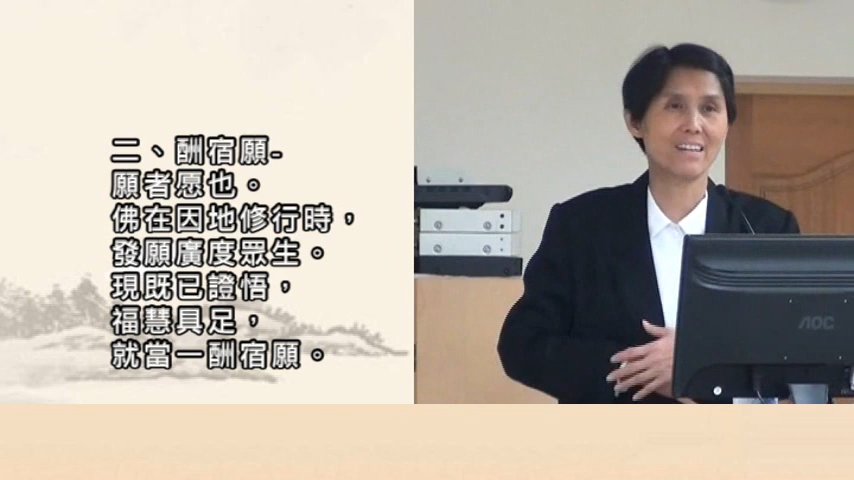 二、酬宿願-
願者愿也。
佛在因地修行時，
發願廣度眾生。
現既已證悟，
福慧具足，
就當一酬宿願。
AOC